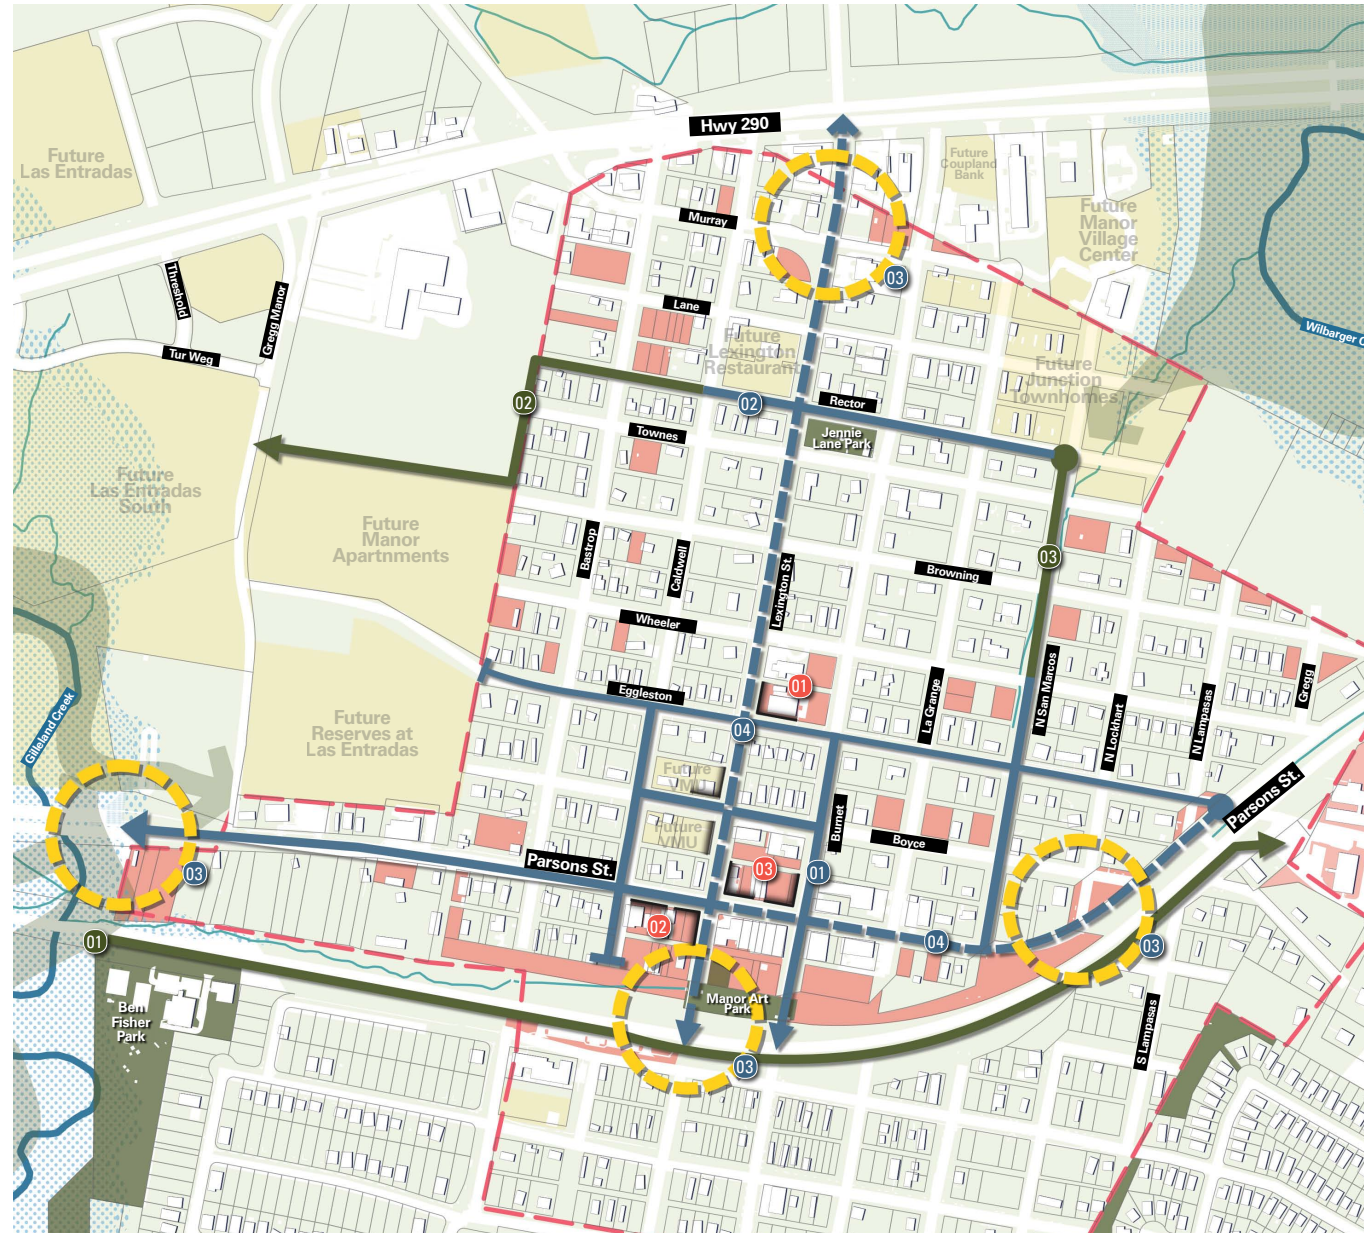 Hwy 290
Future
Las Entradas
Future
Coupland
Bank
Murray
Future
Manor
Village
Center
Threshold
Gregg Manor
03
Lane
Wilbarger C
Tur Weg
Future
Lexington
Restaurant
Future
Junction
Townhomes
02
02
Rector
Townes
Jennie
Lane Park
Future
Las Entradas
South
Future
Manor
Apartnments
Bastrop
Caldwell
Lexington St.
Browning
03
Wheeler
01
Eggleston
La Grange
N San Marcos
N Lockhart
N Lampasas
Gregg
Gilleland Creek
Future
Reserves at
Las Entradas
04
Future
VMU
Parsons St.
Future
VMU
Burnet
Boyce
Parsons St.
03
03
01
02
01
04
03
Ben
Fisher
Park
Manor Art
Park
S Lampasas
03